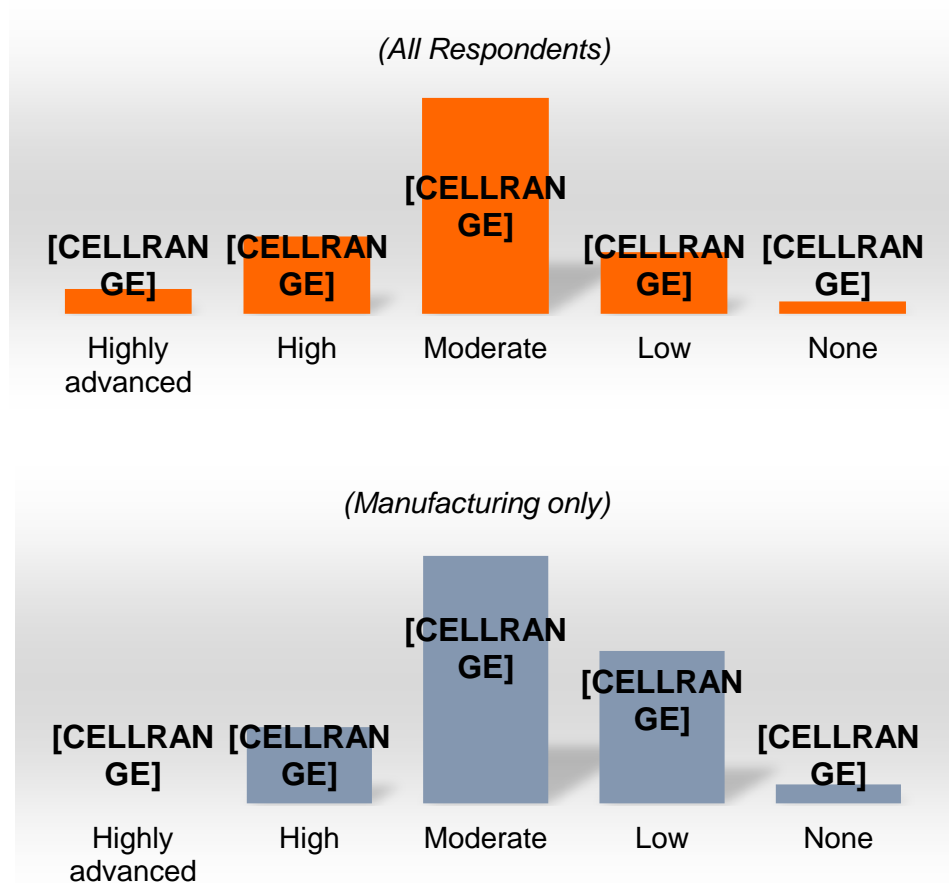 (All Respondents)
[CELLRAN
GE]
[CELLRAN
GE]
[CELLRAN
GE]
[CELLRAN
GE]
[CELLRAN
GE]
Highly
advanced
High
Moderate
Low
None
(Manufacturing only)
[CELLRAN
GE]
[CELLRAN
GE]
[CELLRAN
GE]
[CELLRAN
GE]
[CELLRAN
GE]
Highly
advanced
High
Moderate
Low
None